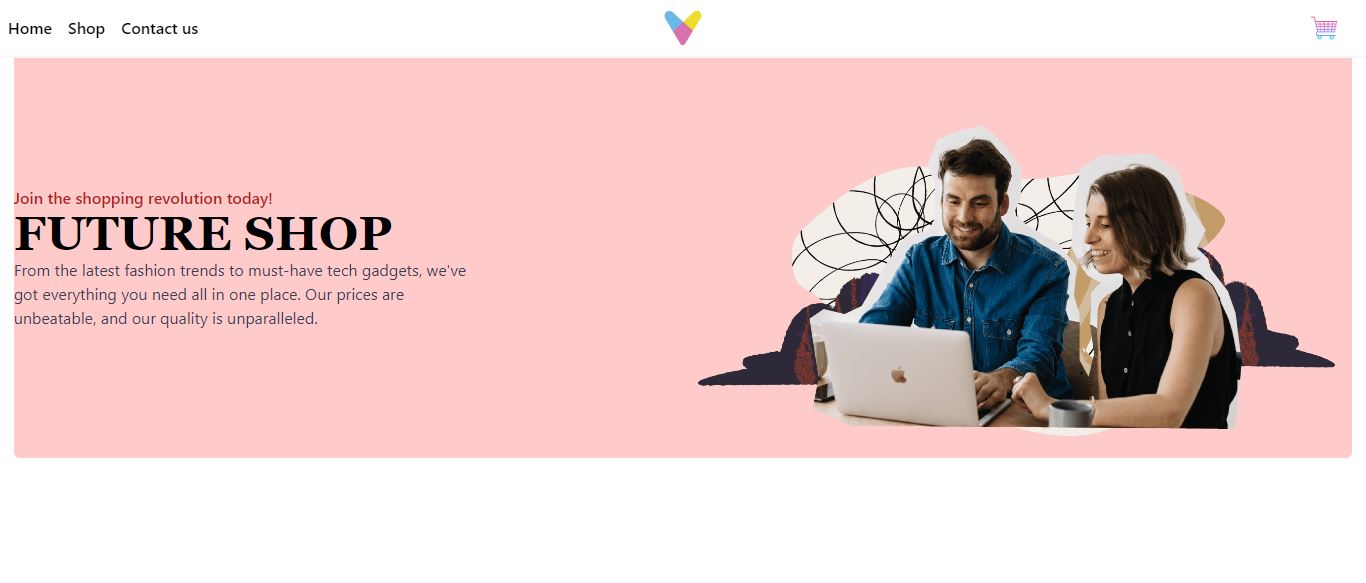 Home Shop Contact us
Join the shopping revolution today!
FUTURE SHOP
From the latest fashion trends to must-have tech gadgets, we've
got everything you need all in one place. Our prices are
unbeatable, and our quality is unparalleled.